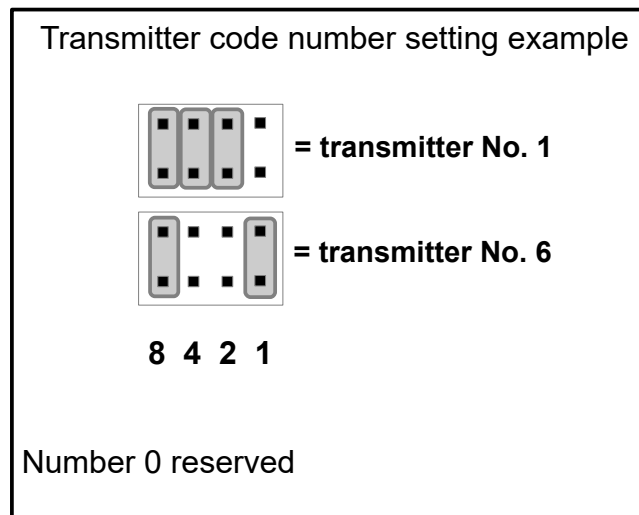 Transmitter code number setting example
= transmitter No. 1
= transmitter No. 6
8 4 2 1
Number 0 reserved